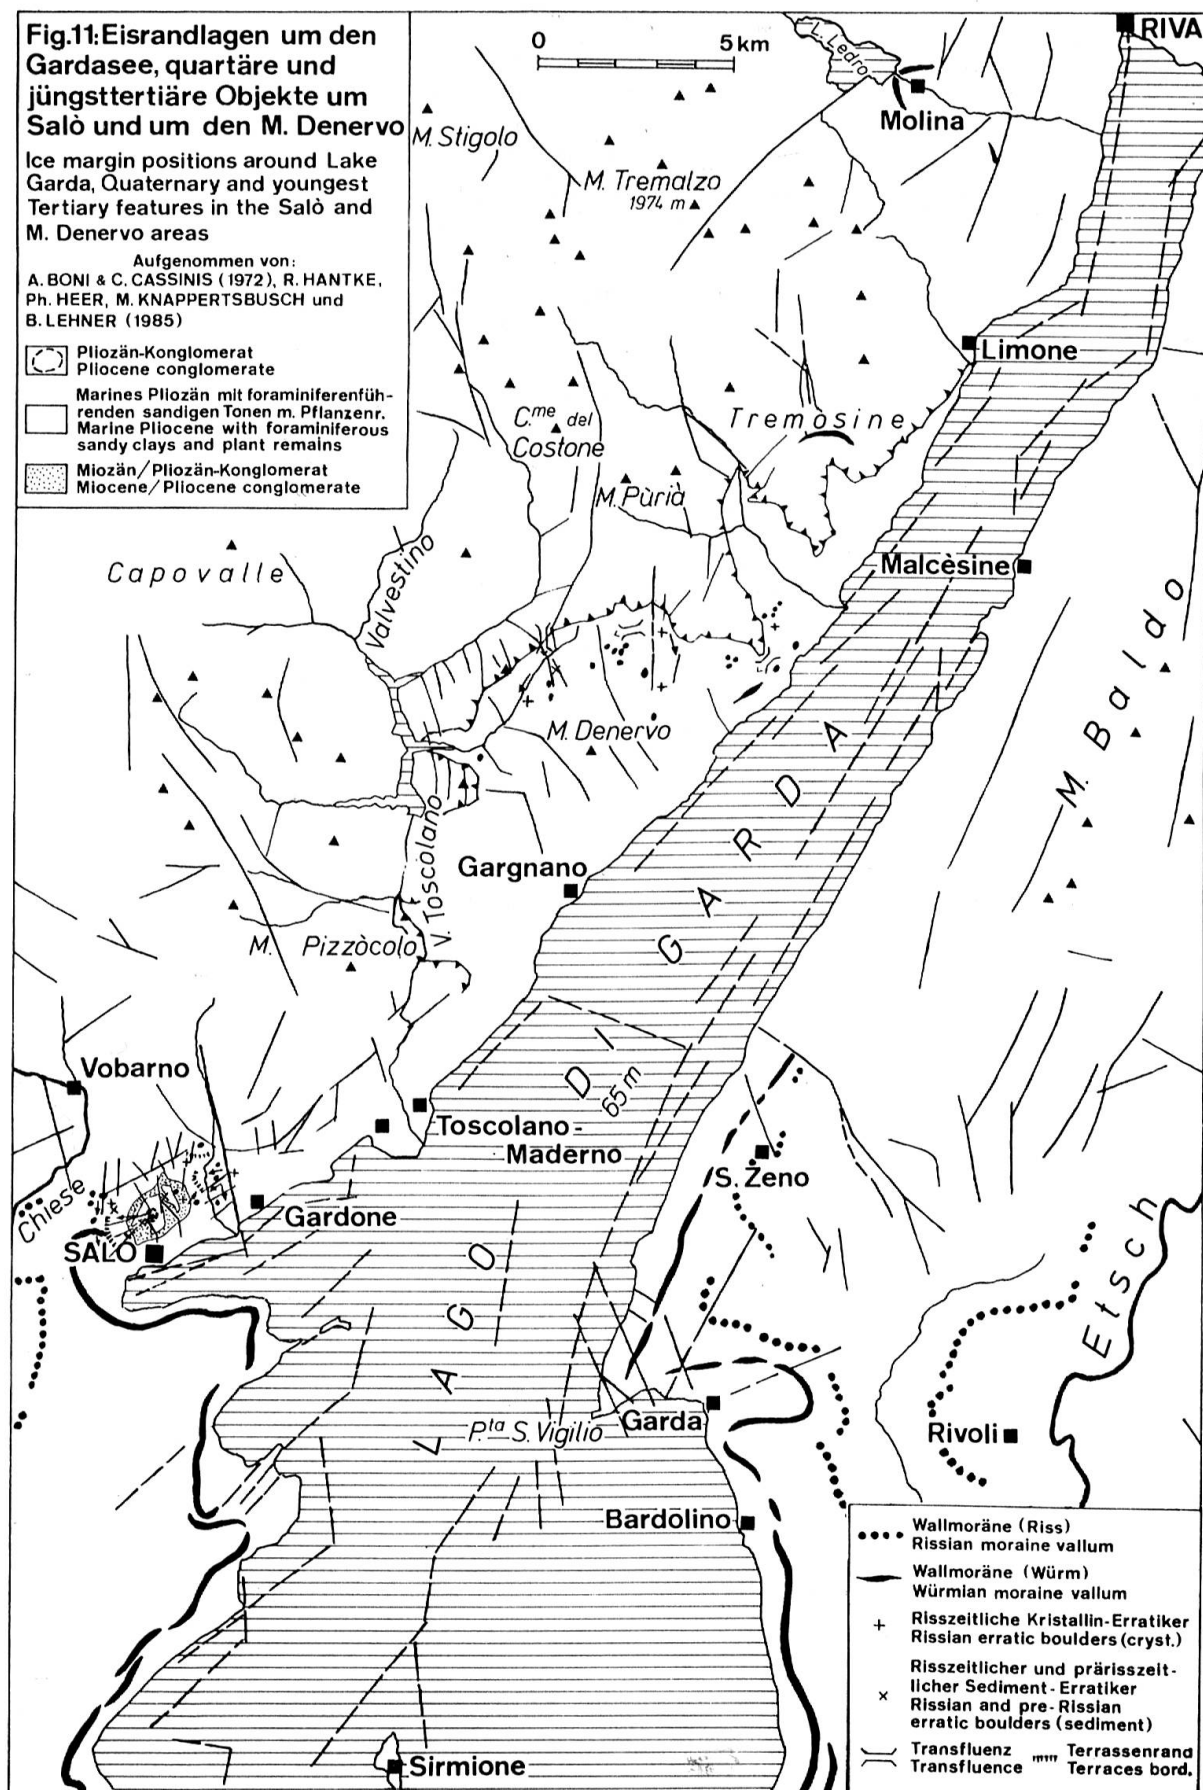 Fig.11: Eisrandlagen um den
Gardasee, quartäre und
jüngsttertiäre Objekte um
Salò und um den M. Denervo
Ice margin positions around Lake
Garda, Quaternary and youngest
Tertiary features in the Salò and
M. Denervo areas
Aufgenommen von:
A. BONI & C. CASSINIS (1972), R. HANTKE,
Ph. HEER, M. KNAPPERTSBUSCH und
B. LEHNER (1985)
Pliozän-Konglomerat
Pliocene conglomerate
Marines Pliozän mit foraminiferenfüh-
renden sandigen Tonen m. Pflanzenr.
Marine Pliocene with foraminiferous
sandy clays and plant remains
Miozän/Pliozän-Konglomerat
Miocene/Pliocene conglomerate
0 5 km
L. Ledro
RIVA
Molina
M. Stigolo
M. Tremalzo
1974 m
Limone
Tremosine
C.me del
Costone
M. Pùrià
Capovalle
Valvestino
Malcèsine
M. Baldo
M. Denervo
V. Toscolano
Gargnano
M. Pizzòcolo
LAGO DI GARDA
65 m
Vobarno
Toscolano-
Maderno
S. Zeno
Chiese
Gardone
SALÒ
Etsch
P.ta S. Vigilio
Garda
Rivoli
Bardolino
Sirmione
Wallmoräne (Riss)
Rissian moraine vallum
Wallmoräne (Würm)
Würmian moraine vallum
Risszeitliche Kristallin-Erratiker
Rissian erratic boulders (cryst.)
Risszeitlicher und prärisszeit-
licher Sediment-Erratiker
Rissian and pre-Rissian
erratic boulders (sediment)
Transfluenz
Transfluence
Terrassenrand
Terraces bord.